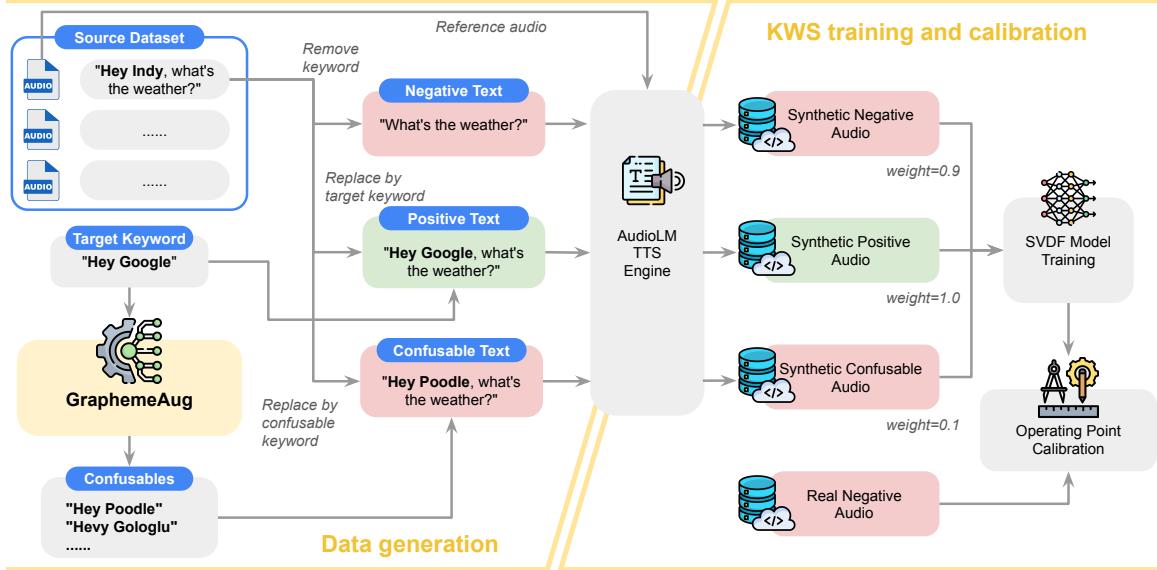 Reference audio
KWS training and calibration
Source Dataset
AUDIO
"Hey Indy, what's
the weather?"
AUDIO
......
AUDIO
......
Remove
keyword
Negative Text
"What's the weather?"
Replace by
target keyword
Positive Text
"Hey Google, what's
the weather?"
Target Keyword
"Hey Google"
GraphemeAug
Replace by
confusable
keyword
Confusable Text
"Hey Poodle, what's
the weather?"
Confusables
"Hey Poodle"
"Hevy Gologlu"
......
Data generation
T
AudioLM
TTS
Engine
</>
Synthetic Negative
Audio
weight=0.9
</>
Synthetic Positive
Audio
weight=1.0
</>
Synthetic Confusable
Audio
weight=0.1
</>
Real Negative
Audio
SVDF Model
Training
Operating Point
Calibration